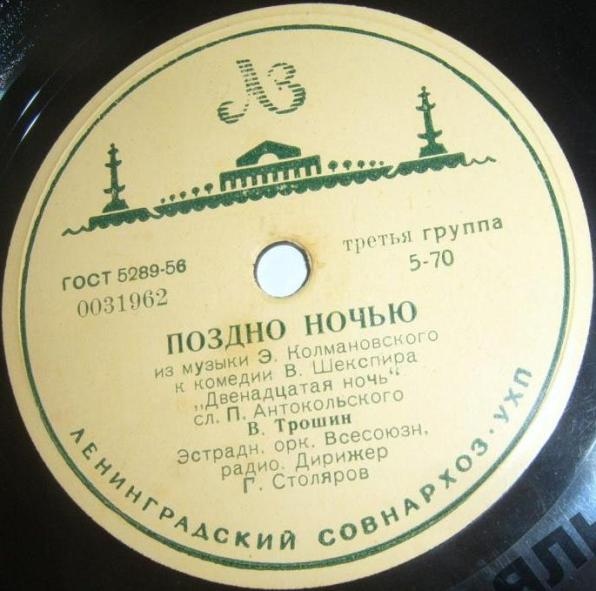 ЛЗ
ГОСТ 5289-56
0031962
третья группа
5-70
ПОЗДНО НОЧЬЮ
из музыки Э. Колмановского
к комедии В. Шекспира
„Двенадцатая ночь“
сл. П. Антокольского
В. Трошин
Эстрадн. орк. Всесоюзн.
радио. Дирижер
Г. Столяров
ЛЕНИНГРАДСКИЙ СОВНАРХОЗ · УХП